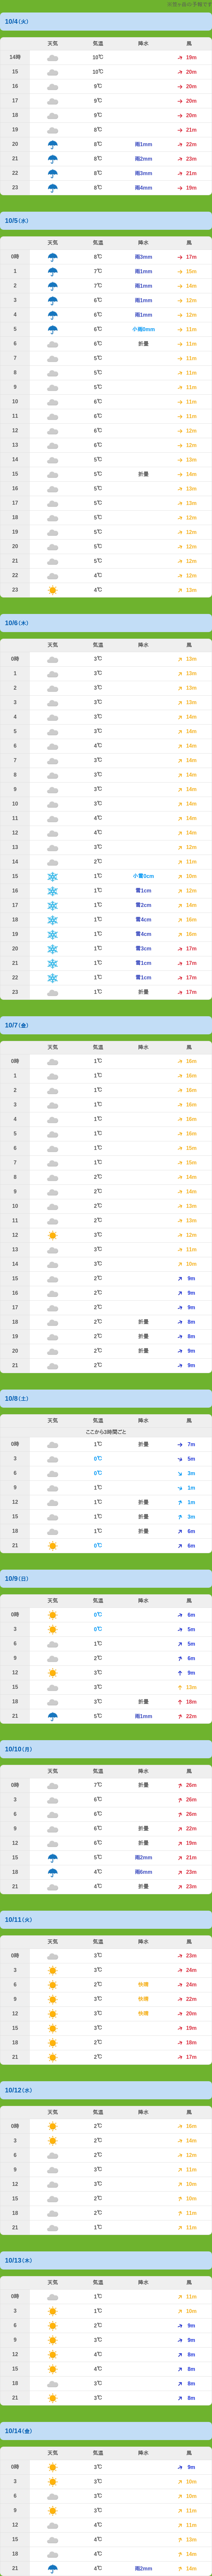 10/4 (火)
天気 気温 降水 風
14時 10℃ 19m
15 10℃ 20m
16 9℃ 20m
17 9℃ 20m
18 9℃ 20m
19 8℃ 21m
20 8℃ 雨1mm 22m
21 8℃ 雨2mm 23m
22 8℃ 雨3mm 21m
23 8℃ 雨4mm 19m
10/5 (水)
天気 気温 降水 風
0時 8℃ 雨3mm 17m
1 7℃ 雨1mm 15m
2 7℃ 雨1mm 14m
3 6℃ 雨1mm 12m
4 6℃ 雨1mm 12m
5 6℃ 小雨0mm 11m
6 6℃ 折畳 11m
7 5℃ 11m
8 5℃ 11m
9 5℃ 11m
10 6℃ 11m
11 6℃ 11m
12 6℃ 12m
13 6℃ 12m
14 5℃ 13m
15 5℃ 折畳 14m
16 5℃ 13m
17 5℃ 13m
18 5℃ 12m
19 5℃ 12m
20 5℃ 12m
21 5℃ 12m
22 4℃ 12m
23 4℃ 13m
10/6 (木)
天気 気温 降水 風
0時 3℃ 13m
1 3℃ 13m
2 3℃ 13m
3 3℃ 13m
4 3℃ 14m
5 3℃ 14m
6 4℃ 14m
7 3℃ 14m
8 3℃ 14m
9 3℃ 14m
10 3℃ 14m
11 4℃ 14m
12 4℃ 14m
13 3℃ 12m
14 2℃ 11m
15 1℃ 小雪0cm 10m
16 1℃ 雪1cm 12m
17 1℃ 雪2cm 14m
18 1℃ 雪4cm 16m
19 1℃ 雪4cm 16m
20 1℃ 雪3cm 17m
21 1℃ 雪1cm 17m
22 1℃ 雪1cm 17m
23 1℃ 折畳 17m
10/7 (金)
天気 気温 降水 風
0時 1℃ 16m
1 1℃ 16m
2 1℃ 16m
3 1℃ 16m
4 1℃ 16m
5 1℃ 16m
6 1℃ 15m
7 1℃ 15m
8 2℃ 14m
9 2℃ 14m
10 2℃ 13m
11 2℃ 13m
12 3℃ 12m
13 3℃ 11m
14 3℃ 10m
15 2℃ 9m
16 2℃ 9m
17 2℃ 9m
18 2℃ 折畳 8m
19 2℃ 折畳 8m
20 2℃ 折畳 9m
21 2℃ 9m
10/8 (土)
天気 気温 降水 風
ここから3時間ごと
0時 1℃ 折畳 7m
3 0℃ 5m
6 0℃ 3m
9 1℃ 1m
12 1℃ 折畳 1m
15 1℃ 折畳 3m
18 1℃ 折畳 6m
21 0℃ 6m
10/9 (日)
天気 気温 降水 風
0時 0℃ 6m
3 0℃ 5m
6 1℃ 5m
9 2℃ 6m
12 3℃ 9m
15 3℃ 13m
18 3℃ 折畳 18m
21 5℃ 雨1mm 22m
10/10 (月)
天気 気温 降水 風
0時 7℃ 折畳 26m
3 6℃ 26m
6 6℃ 26m
9 6℃ 折畳 22m
12 6℃ 折畳 19m
15 5℃ 雨2mm 21m
18 4℃ 雨6mm 23m
21 4℃ 折畳 23m
10/11 (火)
天気 気温 降水 風
0時 3℃ 23m
3 3℃ 24m
6 2℃ 快晴 24m
9 3℃ 快晴 22m
12 3℃ 快晴 20m
15 3℃ 19m
18 2℃ 18m
21 2℃ 17m
10/12 (水)
天気 気温 降水 風
0時 2℃ 16m
3 2℃ 14m
6 2℃ 12m
9 3℃ 11m
12 3℃ 10m
15 2℃ 10m
18 2℃ 11m
21 1℃ 11m
10/13 (木)
天気 気温 降水 風
0時 1℃ 11m
3 1℃ 10m
6 2℃ 9m
9 3℃ 9m
12 4℃ 8m
15 4℃ 8m
18 3℃ 8m
21 3℃ 8m
10/14 (金)
天気 気温 降水 風
0時 3℃ 9m
3 3℃ 10m
6 3℃ 10m
9 3℃ 11m
12 4℃ 11m
15 4℃ 13m
18 4℃ 14m
21 4℃ 雨2mm 14m